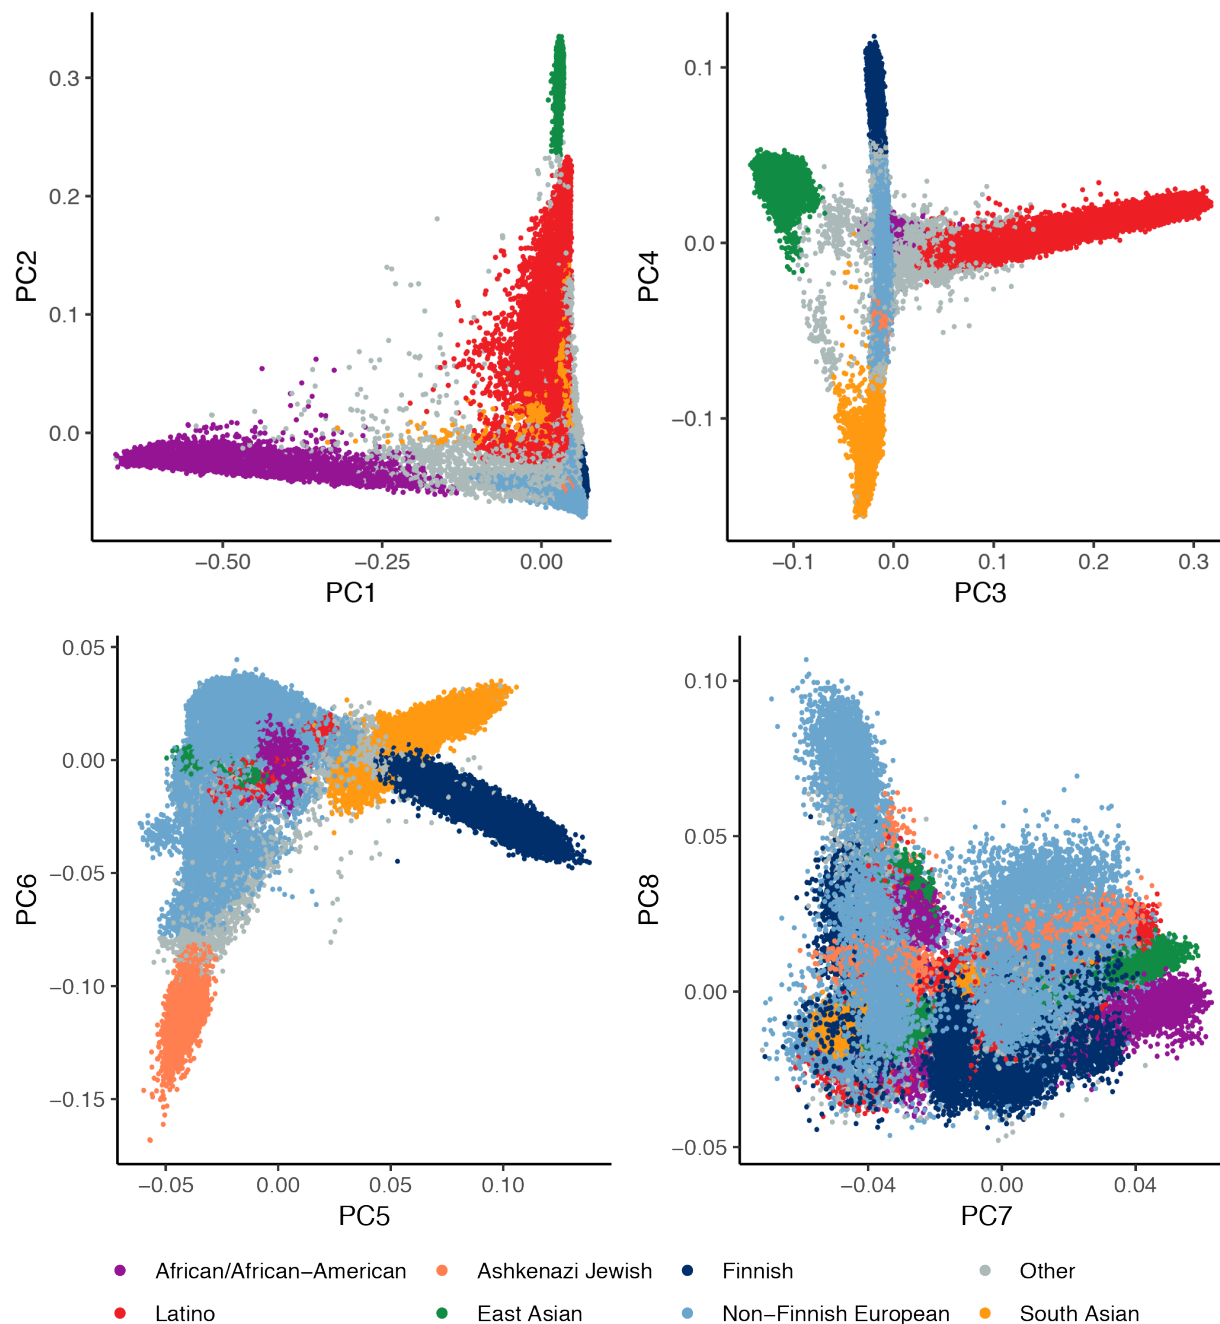 0.3
0.2
0.1
0.0
PC2
−0.50
−0.25
0.00
PC1
0.1
0.0
−0.1
PC4
−0.1
0.0
0.1
0.2
0.3
PC3
0.05
0.00
−0.05
−0.10
−0.15
PC6
−0.05
0.00
0.05
0.10
PC5
0.10
0.05
0.00
−0.05
PC8
−0.04
0.00
0.04
PC7
African/African−American
Ashkenazi Jewish
Finnish
Other
Latino
East Asian
Non−Finnish European
South Asian